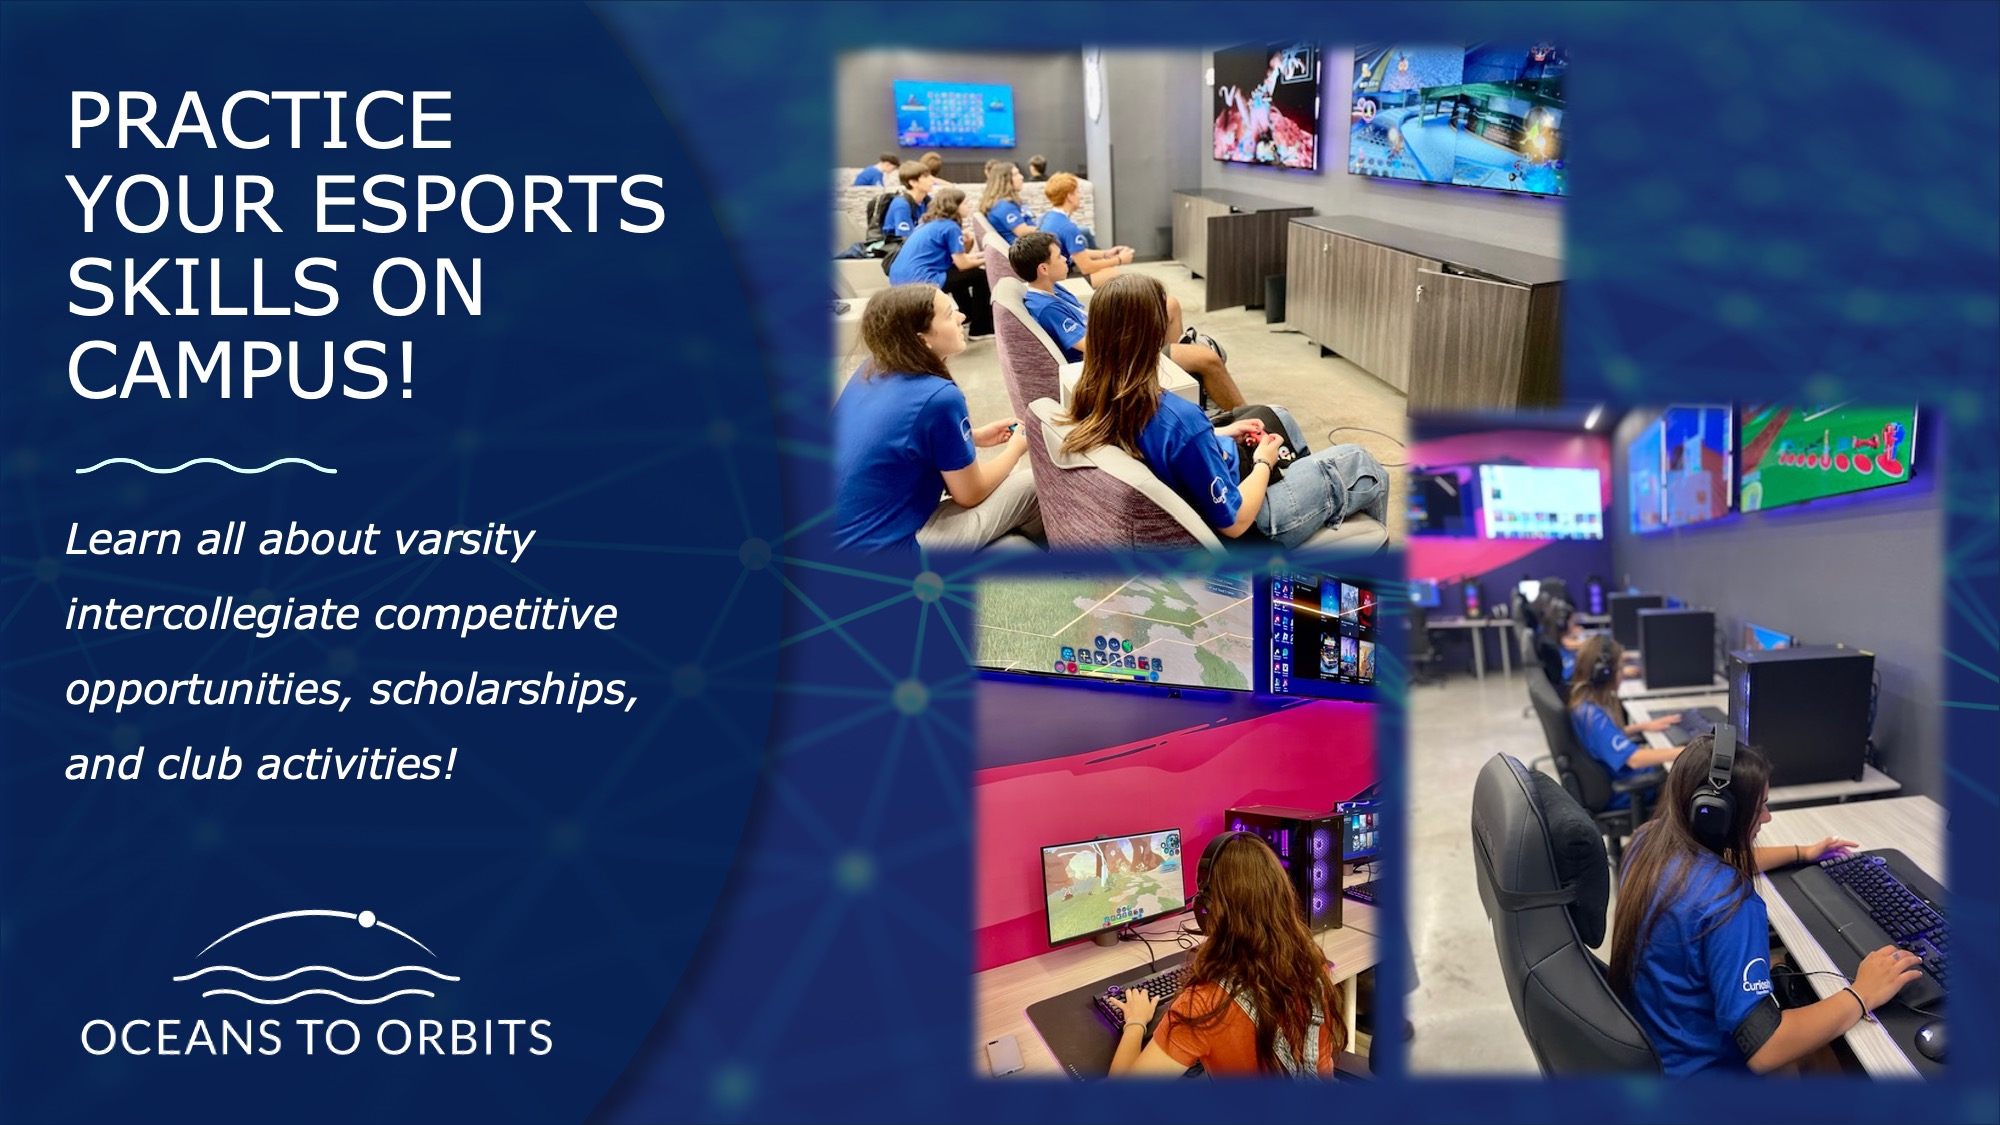 PRACTICE
YOUR ESPORTS
SKILLS ON
CAMPUS!
Learn all about varsity
intercollegiate competitive
opportunities, scholarships,
and club activities!
OCEANS TO ORBITS